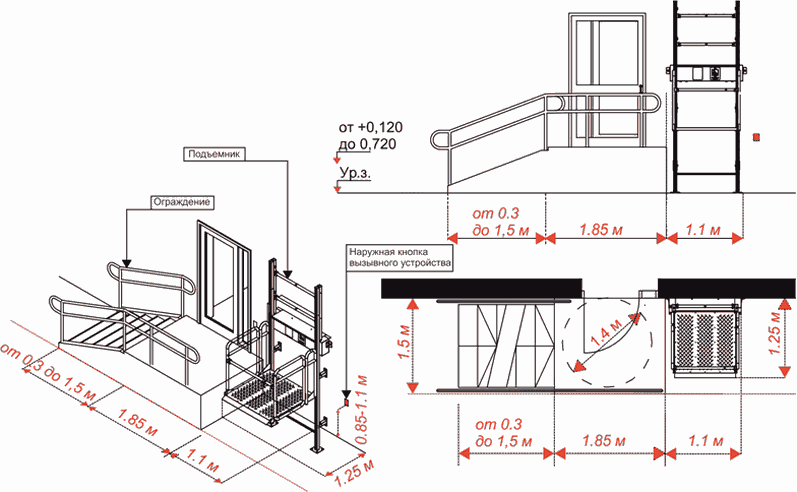 Подъемник
Ограждение
Наружная кнопка
вызывного устройства
от 0.3 до 1,5 м
1.85 м
1.1 м
1.25 м
0.85-1.1 м
от +0,120
до 0,720
Ур.з.
от 0.3
до 1,5 м
1.85 м
1.1 м
1.5 м
1.4 м
1.25 м
от 0.3
до 1,5 м
1.85 м
1.1 м